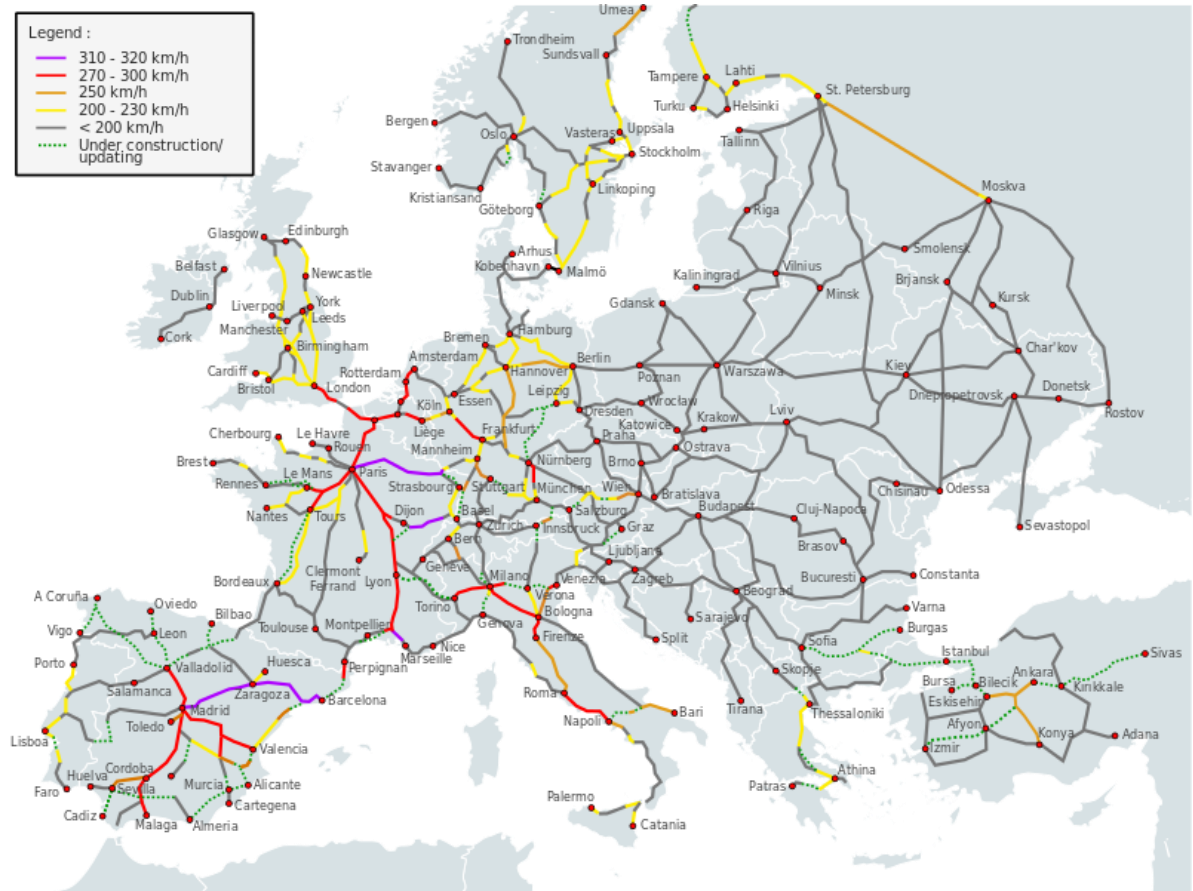 Legend :
310 - 320 km/h
270 - 300 km/h
250 km/h
200 - 230 km/h
< 200 km/h
Under construction/
updating
Umea
Trondheim
Sundsvall
Tampere
Lahti
St. Petersburg
Turku
Helsinki
Bergen
Oslo
Vasteras
Uppsala
Tallinn
Stockholm
Stavanger
Kristiansand
Linkoping
Moskva
Göteborg
Riga
Glasgow
Edinburgh
Smolensk
Arhus
Belfast
Newcastle
Kobenhavn
Malmö
Kaliningrad
Vilnius
Brjansk
Minsk
Dublin
Liverpool
York
Leeds
Gdansk
Kursk
Manchester
Cork
Birmingham
Bremen
Hamburg
Char'kov
Amsterdam
Berlin
Cardiff
Rotterdam
Hannover
Poznan
Warszawa
Kiev
Bristol
London
Essen
Leipzig
Dnepropetrovsk
Donetsk
Köln
Dresden
Wrocław
Rostov
Liège
Frankfurt
Katowice
Krakow
Lviv
Cherbourg
Le Havre
Rouen
Mannheim
Praha
Ostrava
Brest
Le Mans
Paris
Nürnberg
Brno
Rennes
Strasbourg
Stuttgart
München
Wien
Bratislava
Chisinau
Odessa
Nantes
Tours
Dijon
Basel
Zurich
Salzburg
Budapest
Cluj-Napoca
Innsbruck
Graz
Sevastopol
Bern
Brasov
Clermont
Ferrand
Genève
Ljubljana
Bordeaux
Lyon
Milano
Venezia
Zagreb
Bucuresti
Constanta
A Coruña
Verona
Beograd
Oviedo
Torino
Bilbao
Bologna
Varna
Vigo
Leon
Toulouse
Montpellier
Genova
Sarajevo
Burgas
Nice
Firenze
Split
Sofia
Marseille
Porto
Valladolid
Huesca
Perpignan
Istanbul
Sivas
Skopje
Ankara
Salamanca
Zaragoza
Roma
Bursa
Bilecik
Kirikkale
Barcelona
Eskisehir
Madrid
Tirana
Thessaloniki
Toledo
Napoli
Bari
Afyon
Lisboa
Valencia
Izmir
Konya
Adana
Cordoba
Athina
Huelva
Sevilla
Murcia
Alicante
Patras
Faro
Palermo
Cartegena
Cadiz
Malaga
Almeria
Catania